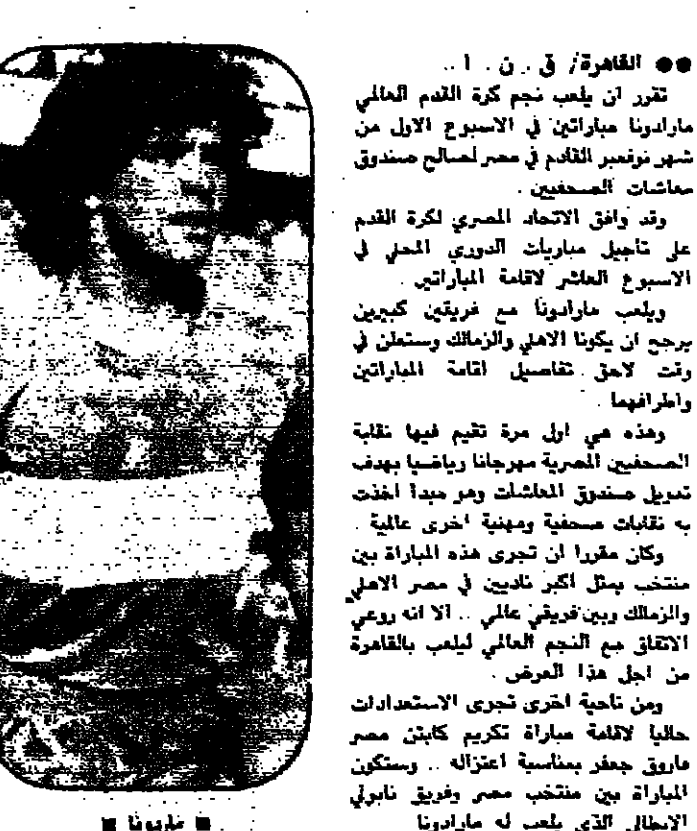 ●● القاهرة / ق . ن . ا ..
تقرر ان يلعب نجم كرة القدم العالمي
مارادونا مباراتين في الاسبوع الاول من
شهر نوفمبر القادم في مصر لصالح صندوق
معاشات الصحفيين .
وقد وافق الاتحاد المصري لكرة القدم
على تأجيل مباريات الدوري المحلي في
الاسبوع العاشر لاقامة المباراتين .
ويلعب مارادونا مع فريقين كبيرين
يرجح ان يكونا الاهلي والزمالك وستعلن في
وقت لاحق تفاصيل اقامة المباراتين
واطرافهما .
وهذه هي اول مرة تقيم فيها نقابة
الصحفيين المصرية مهرجانا رياضيا بهدف
تمويل صندوق المعاشات وهو مبدأ اخذت
به نقابات صحفية ومهنية اخرى عالمية .
وكان مقررا ان تجرى هذه المباراة بين
منتخب يمثل اكبر ناديين في مصر الاهلي
والزمالك وبين فريقي عالمي .. الا انه روعي
الاتفاق مع النجم العالمي ليلعب بالقاهرة
من اجل هذا العرض .
ومن ناحية اخرى تجرى الاستعدادات
حاليا لاقامة مباراة تكريم كابتن مصر
فاروق جعفر بمناسبة اعتزاله .. وستكون
المباراة بين منتخب مصر وفريق نابولي
الايطالي الذي يلعب له مارادونا
■ مارادونا ■